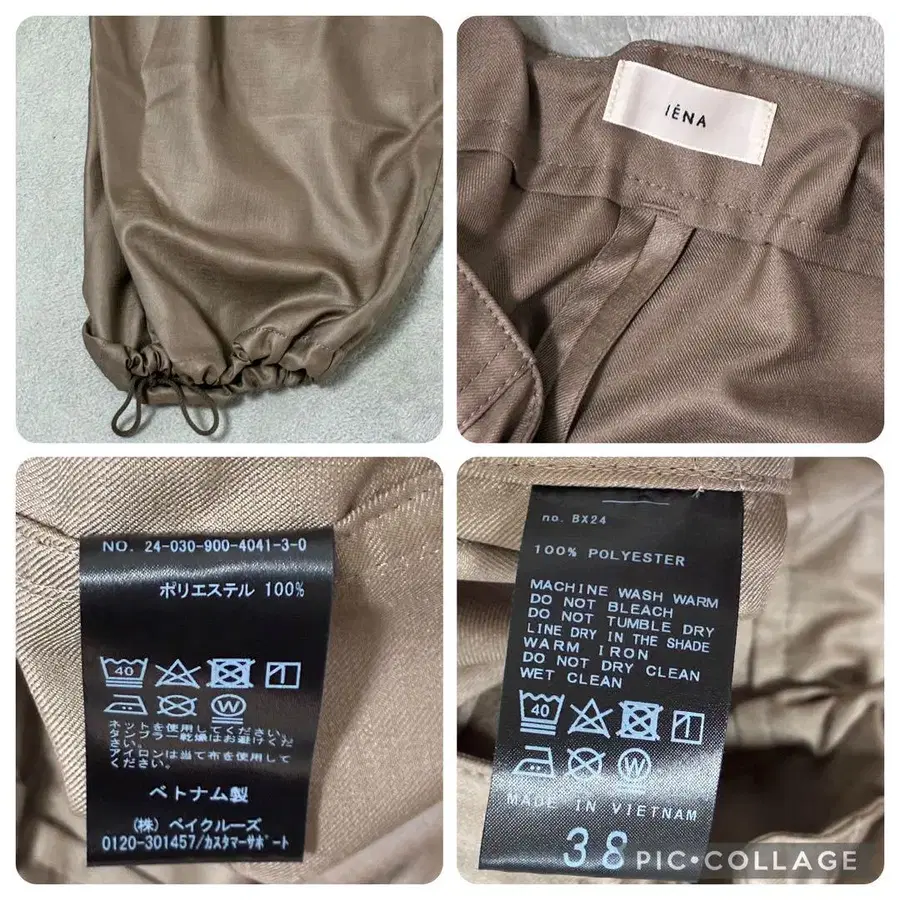 IÉNA
NO. 24-030-900-4041-3-0
ポリエステル 100%
40
W
ネットを使用してください。
タンブラー乾燥はお避けくだ
さい。
アイロンは当て布を使用して
ください。
ベトナム製
(株) ベイクルーズ
0120-301457/カスタマーサポート
no. BX24
100% POLYESTER
MACHINE WASH WARM
DO NOT BLEACH
DO NOT TUMBLE DRY
LINE DRY IN THE SHADE
WARM IRON
DO NOT DRY CLEAN
WET CLEAN
40
W
MADE IN VIETNAM
38
PIC•COLLAGE